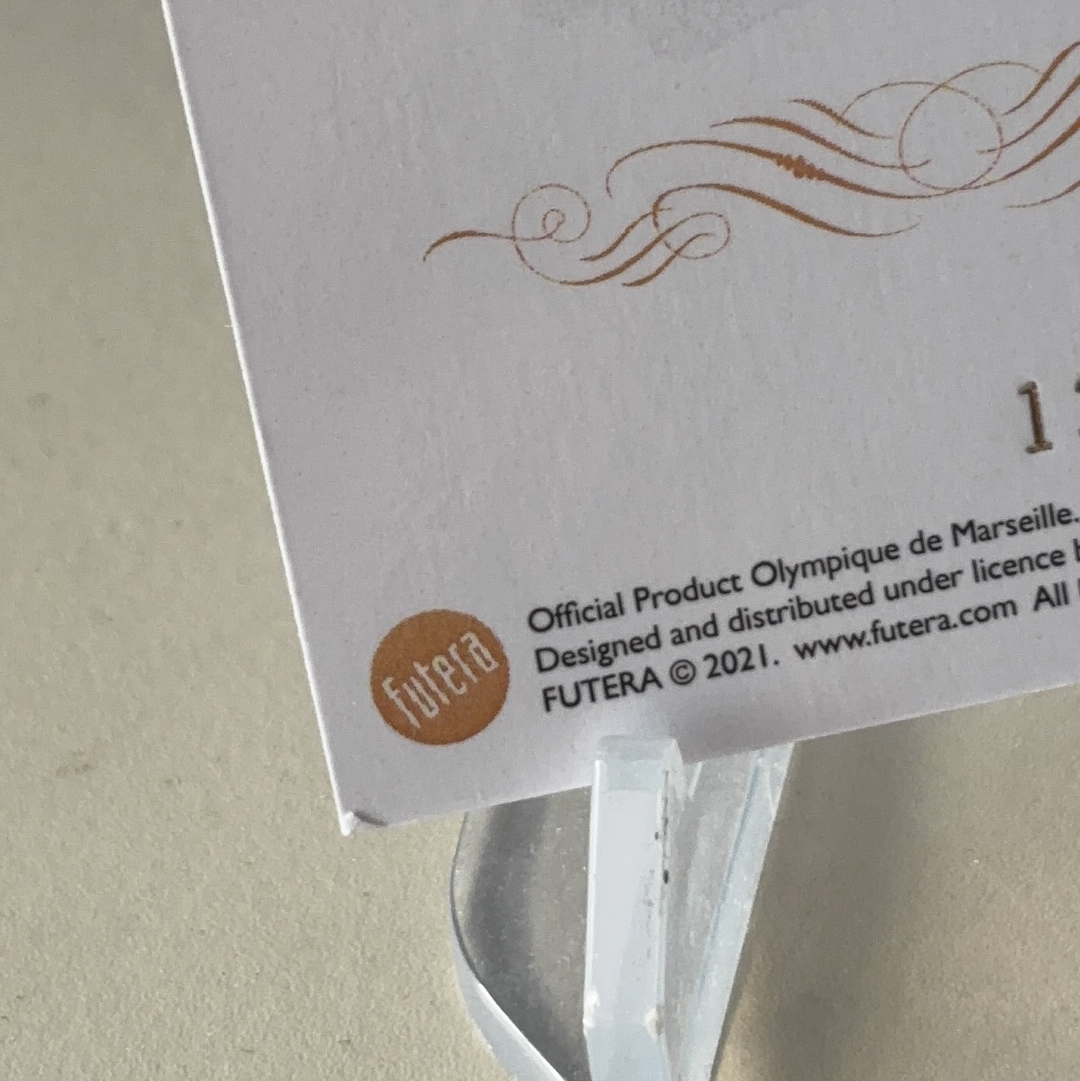 1
Official Product Olympique de Marseille.
Designed and distributed under licence
FUTERA © 2021. www.futera.com All
futera